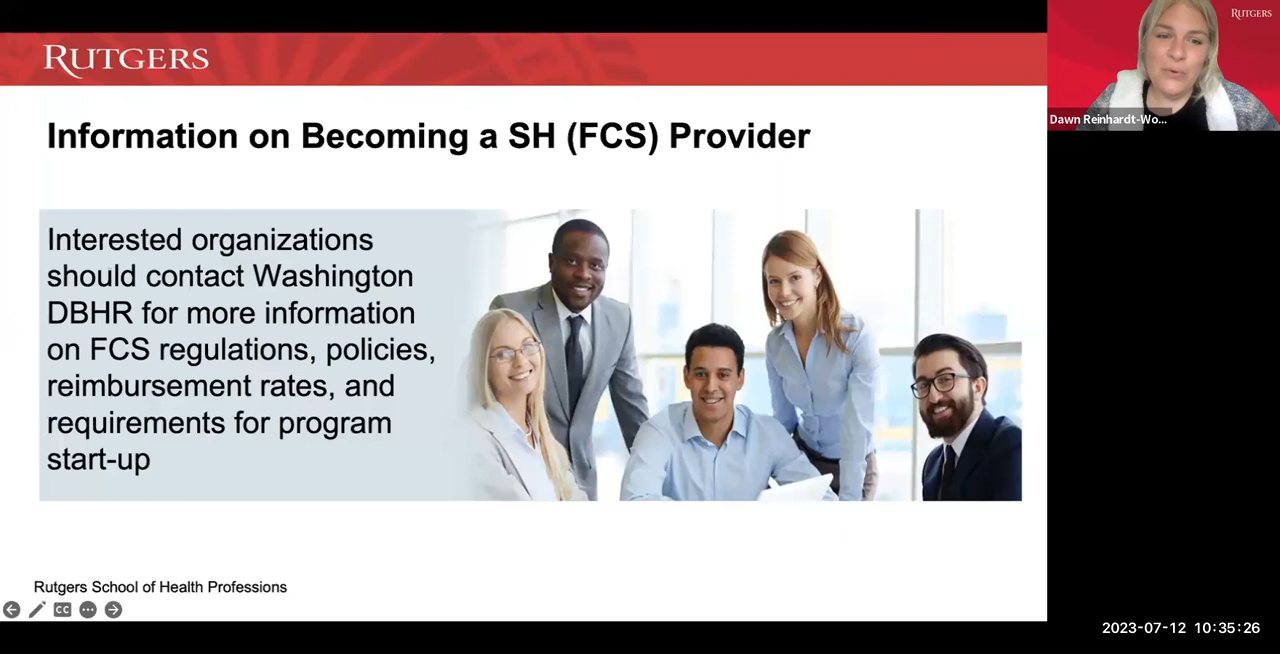 RUTGERS
RUTGERS
Dawn Reinhardt-Wo...
Information on Becoming a SH (FCS) Provider
Interested organizations
should contact Washington
DBHR for more information
on FCS regulations, policies,
reimbursement rates, and
requirements for program
start-up
Rutgers School of Health Professions
CC
2023-07-12 10:35:26